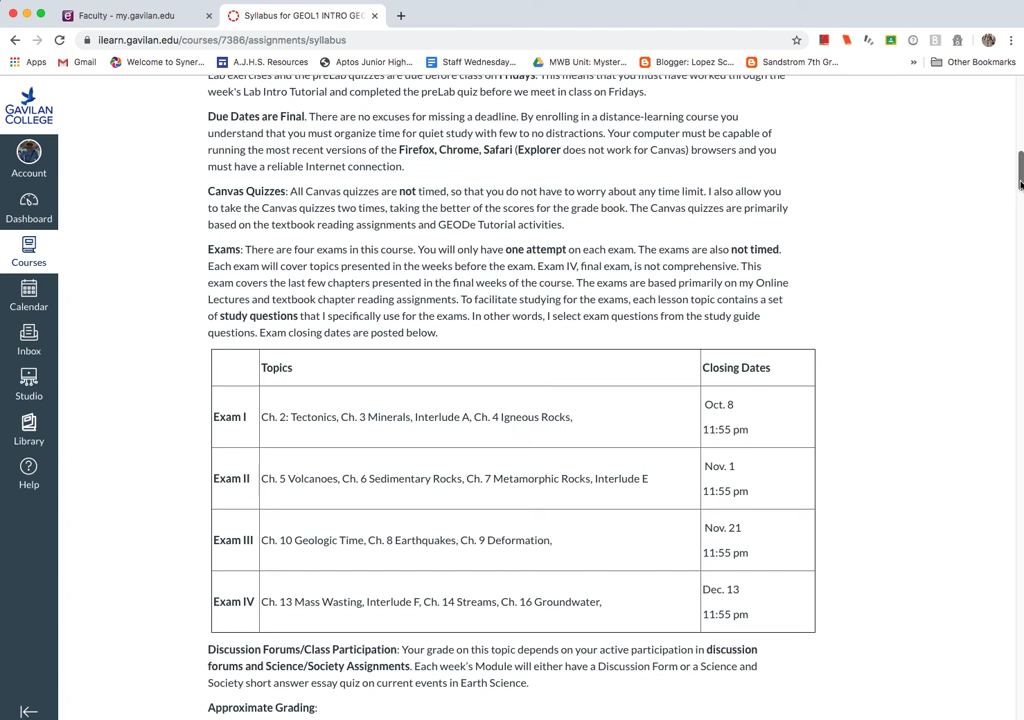 Faculty - my.gavilan.edu
Syllabus for GEOL1 INTRO GEO
ilearn.gavilan.edu/courses/7386/assignments/syllabus
Apps Gmail Welcome to Syner... A.J.H.S. Resources Aptos Junior High... Staff Wednesday... MWB Unit: Myster... Blogger: Lopez Sc... Sandstrom 7th Gr... » Other Bookmarks
GAVILAN
COLLEGE
Account
Dashboard
Courses
Calendar
Inbox
Studio
Library
Help
Lab exercises and the preLab quizzes are due before class on Fridays. This means that you must have worked through the
week's Lab Intro Tutorial and completed the preLab quiz before we meet in class on Fridays.
Due Dates are Final. There are no excuses for missing a deadline. By enrolling in a distance-learning course you
understand that you must organize time for quiet study with few to no distractions. Your computer must be capable of
running the most recent versions of the Firefox, Chrome, Safari (Explorer does not work for Canvas) browsers and you
must have a reliable Internet connection.
Canvas Quizzes: All Canvas quizzes are not timed, so that you do not have to worry about any time limit. I also allow you
to take the Canvas quizzes two times, taking the better of the scores for the grade book. The Canvas quizzes are primarily
based on the textbook reading assignments and GEODe Tutorial activities.
Exams: There are four exams in this course. You will only have one attempt on each exam. The exams are also not timed.
Each exam will cover topics presented in the weeks before the exam. Exam IV, final exam, is not comprehensive. This
exam covers the last few chapters presented in the final weeks of the course. The exams are based primarily on my Online
Lectures and textbook chapter reading assignments. To facilitate studying for the exams, each lesson topic contains a set
of study questions that I specifically use for the exams. In other words, I select exam questions from the study guide
questions. Exam closing dates are posted below.
Topics Closing Dates
Exam I Ch. 2: Tectonics, Ch. 3 Minerals, Interlude A, Ch. 4 Igneous Rocks, Oct. 8
11:55 pm
Exam II Ch. 5 Volcanoes, Ch. 6 Sedimentary Rocks, Ch. 7 Metamorphic Rocks, Interlude E Nov. 1
11:55 pm
Exam III Ch. 10 Geologic Time, Ch. 8 Earthquakes, Ch. 9 Deformation, Nov. 21
11:55 pm
Exam IV Ch. 13 Mass Wasting, Interlude F, Ch. 14 Streams, Ch. 16 Groundwater, Dec. 13
11:55 pm
Discussion Forums/Class Participation: Your grade on this topic depends on your active participation in discussion
forums and Science/Society Assignments. Each week's Module will either have a Discussion Form or a Science and
Society short answer essay quiz on current events in Earth Science.
Approximate Grading: